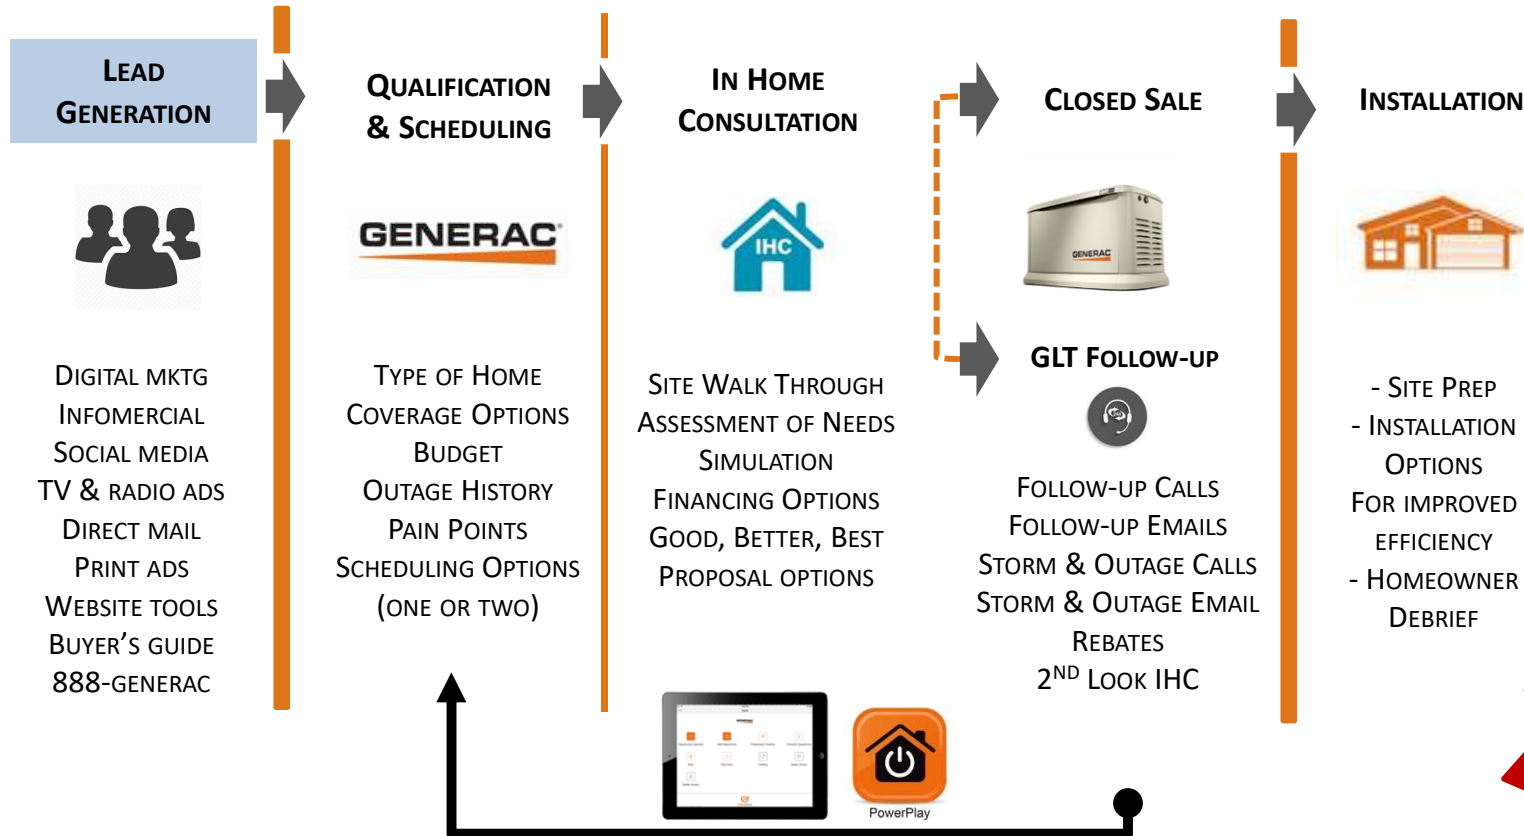 LEAD
GENERATION
DIGITAL MKTG
INFOMERCIAL
SOCIAL MEDIA
TV & RADIO ADS
DIRECT MAIL
PRINT ADS
WEBSITE TOOLS
BUYER'S GUIDE
888-GENERAC
QUALIFICATION
& SCHEDULING
GENERAC
TYPE OF HOME
COVERAGE OPTIONS
BUDGET
OUTAGE HISTORY
PAIN POINTS
SCHEDULING OPTIONS
(ONE OR TWO)
IN HOME
CONSULTATION
IHC
SITE WALK THROUGH
ASSESSMENT OF NEEDS
SIMULATION
FINANCING OPTIONS
GOOD, BETTER, BEST
PROPOSAL OPTIONS
PowerPlay
CLOSED SALE
GENERAC
GLT FOLLOW-UP
FOLLOW-UP CALLS
FOLLOW-UP EMAILS
STORM & OUTAGE CALLS
STORM & OUTAGE EMAIL
REBATES
2ND LOOK IHC
INSTALLATION
- SITE PREP
- INSTALLATION
OPTIONS
FOR IMPROVED
EFFICIENCY
- HOMEOWNER
DEBRIEF